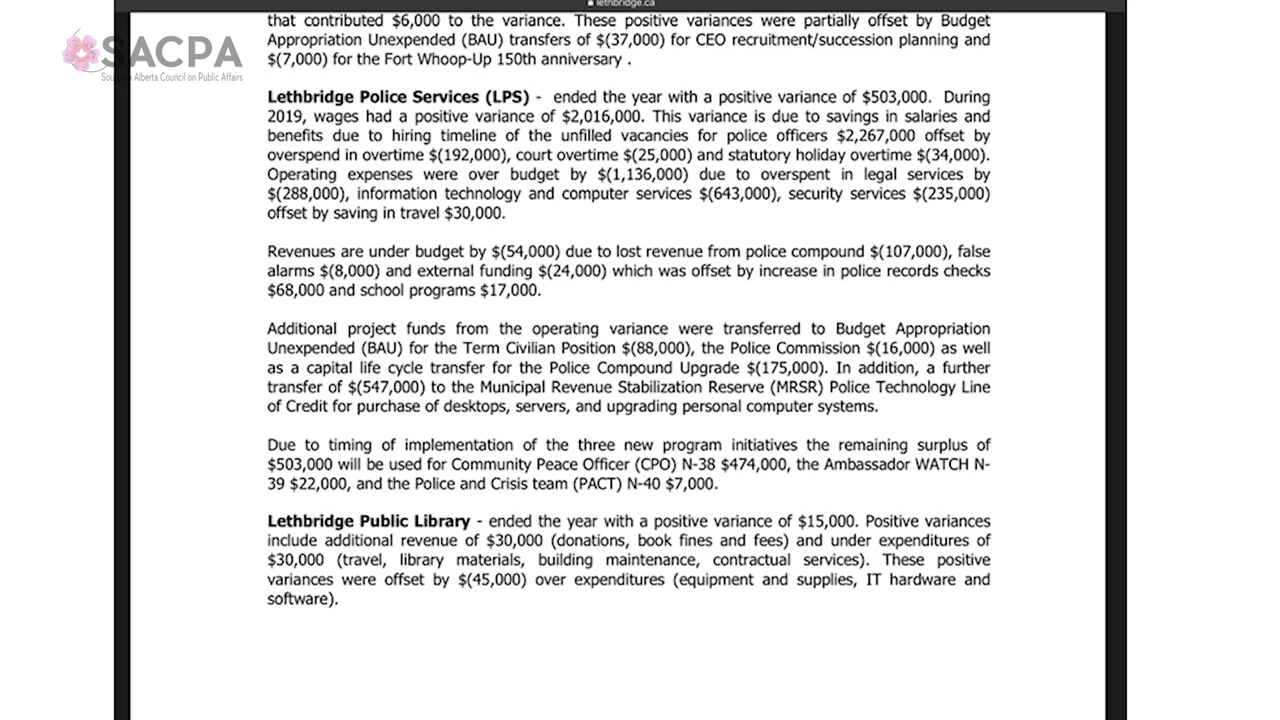 lethbridge.ca
that contributed $6,000 to the variance. These positive variances were partially offset by Budget
Appropriation Unexpended (BAU) transfers of $(37,000) for CEO recruitment/succession planning and
$(7,000) for the Fort Whoop-Up 150th anniversary .
SACPA
Southern Alberta Council on Public Affairs
Lethbridge Police Services (LPS) - ended the year with a positive variance of $503,000. During
2019, wages had a positive variance of $2,016,000. This variance is due to savings in salaries and
benefits due to hiring timeline of the unfilled vacancies for police officers $2,267,000 offset by
overspend in overtime $(192,000), court overtime $(25,000) and statutory holiday overtime $(34,000).
Operating expenses were over budget by $(1,136,000) due to overspent in legal services by
$(288,000), information technology and computer services $(643,000), security services $(235,000)
offset by saving in travel $30,000.
Revenues are under budget by $(54,000) due to lost revenue from police compound $(107,000), false
alarms $(8,000) and external funding $(24,000) which was offset by increase in police records checks
$68,000 and school programs $17,000.
Additional project funds from the operating variance were transferred to Budget Appropriation
Unexpended (BAU) for the Term Civilian Position $(88,000), the Police Commission $(16,000) as well
as a capital life cycle transfer for the Police Compound Upgrade $(175,000). In addition, a further
transfer of $(547,000) to the Municipal Revenue Stabilization Reserve (MRSR) Police Technology Line
of Credit for purchase of desktops, servers, and upgrading personal computer systems.
Due to timing of implementation of the three new program initiatives the remaining surplus of
$503,000 will be used for Community Peace Officer (CPO) N-38 $474,000, the Ambassador WATCH N-
39 $22,000, and the Police and Crisis team (PACT) N-40 $7,000.
Lethbridge Public Library - ended the year with a positive variance of $15,000. Positive variances
include additional revenue of $30,000 (donations, book fines and fees) and under expenditures of
$30,000 (travel, library materials, building maintenance, contractual services). These positive
variances were offset by $(45,000) over expenditures (equipment and supplies, IT hardware and
software).